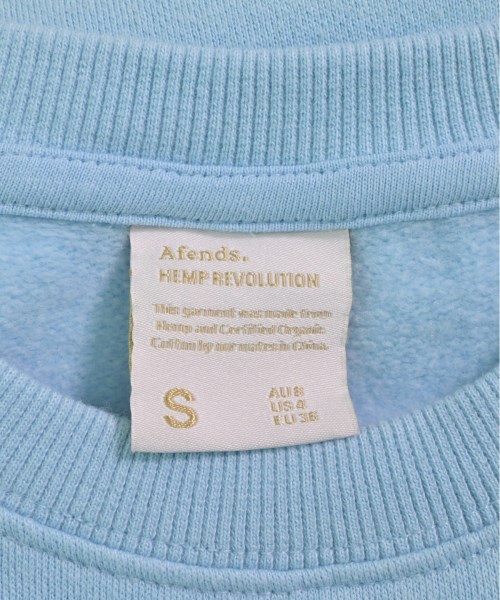 Afends.
HEMP REVOLUTION
This garment was made from
Hemp and Certified Organic
Cotton by our mates in China.
S
AU 8
US 4
EU 36